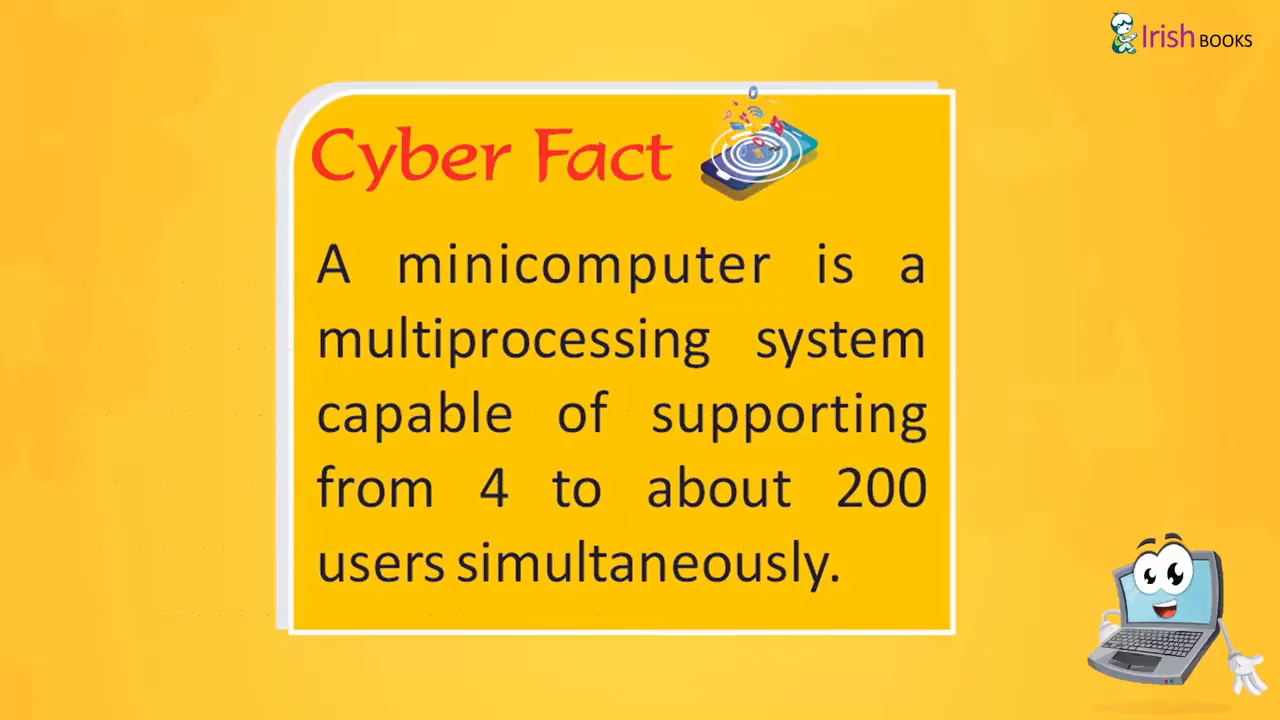 Irish BOOKS
Cyber Fact
A minicomputer is a
multiprocessing system
capable of supporting
from 4 to about 200
users simultaneously.